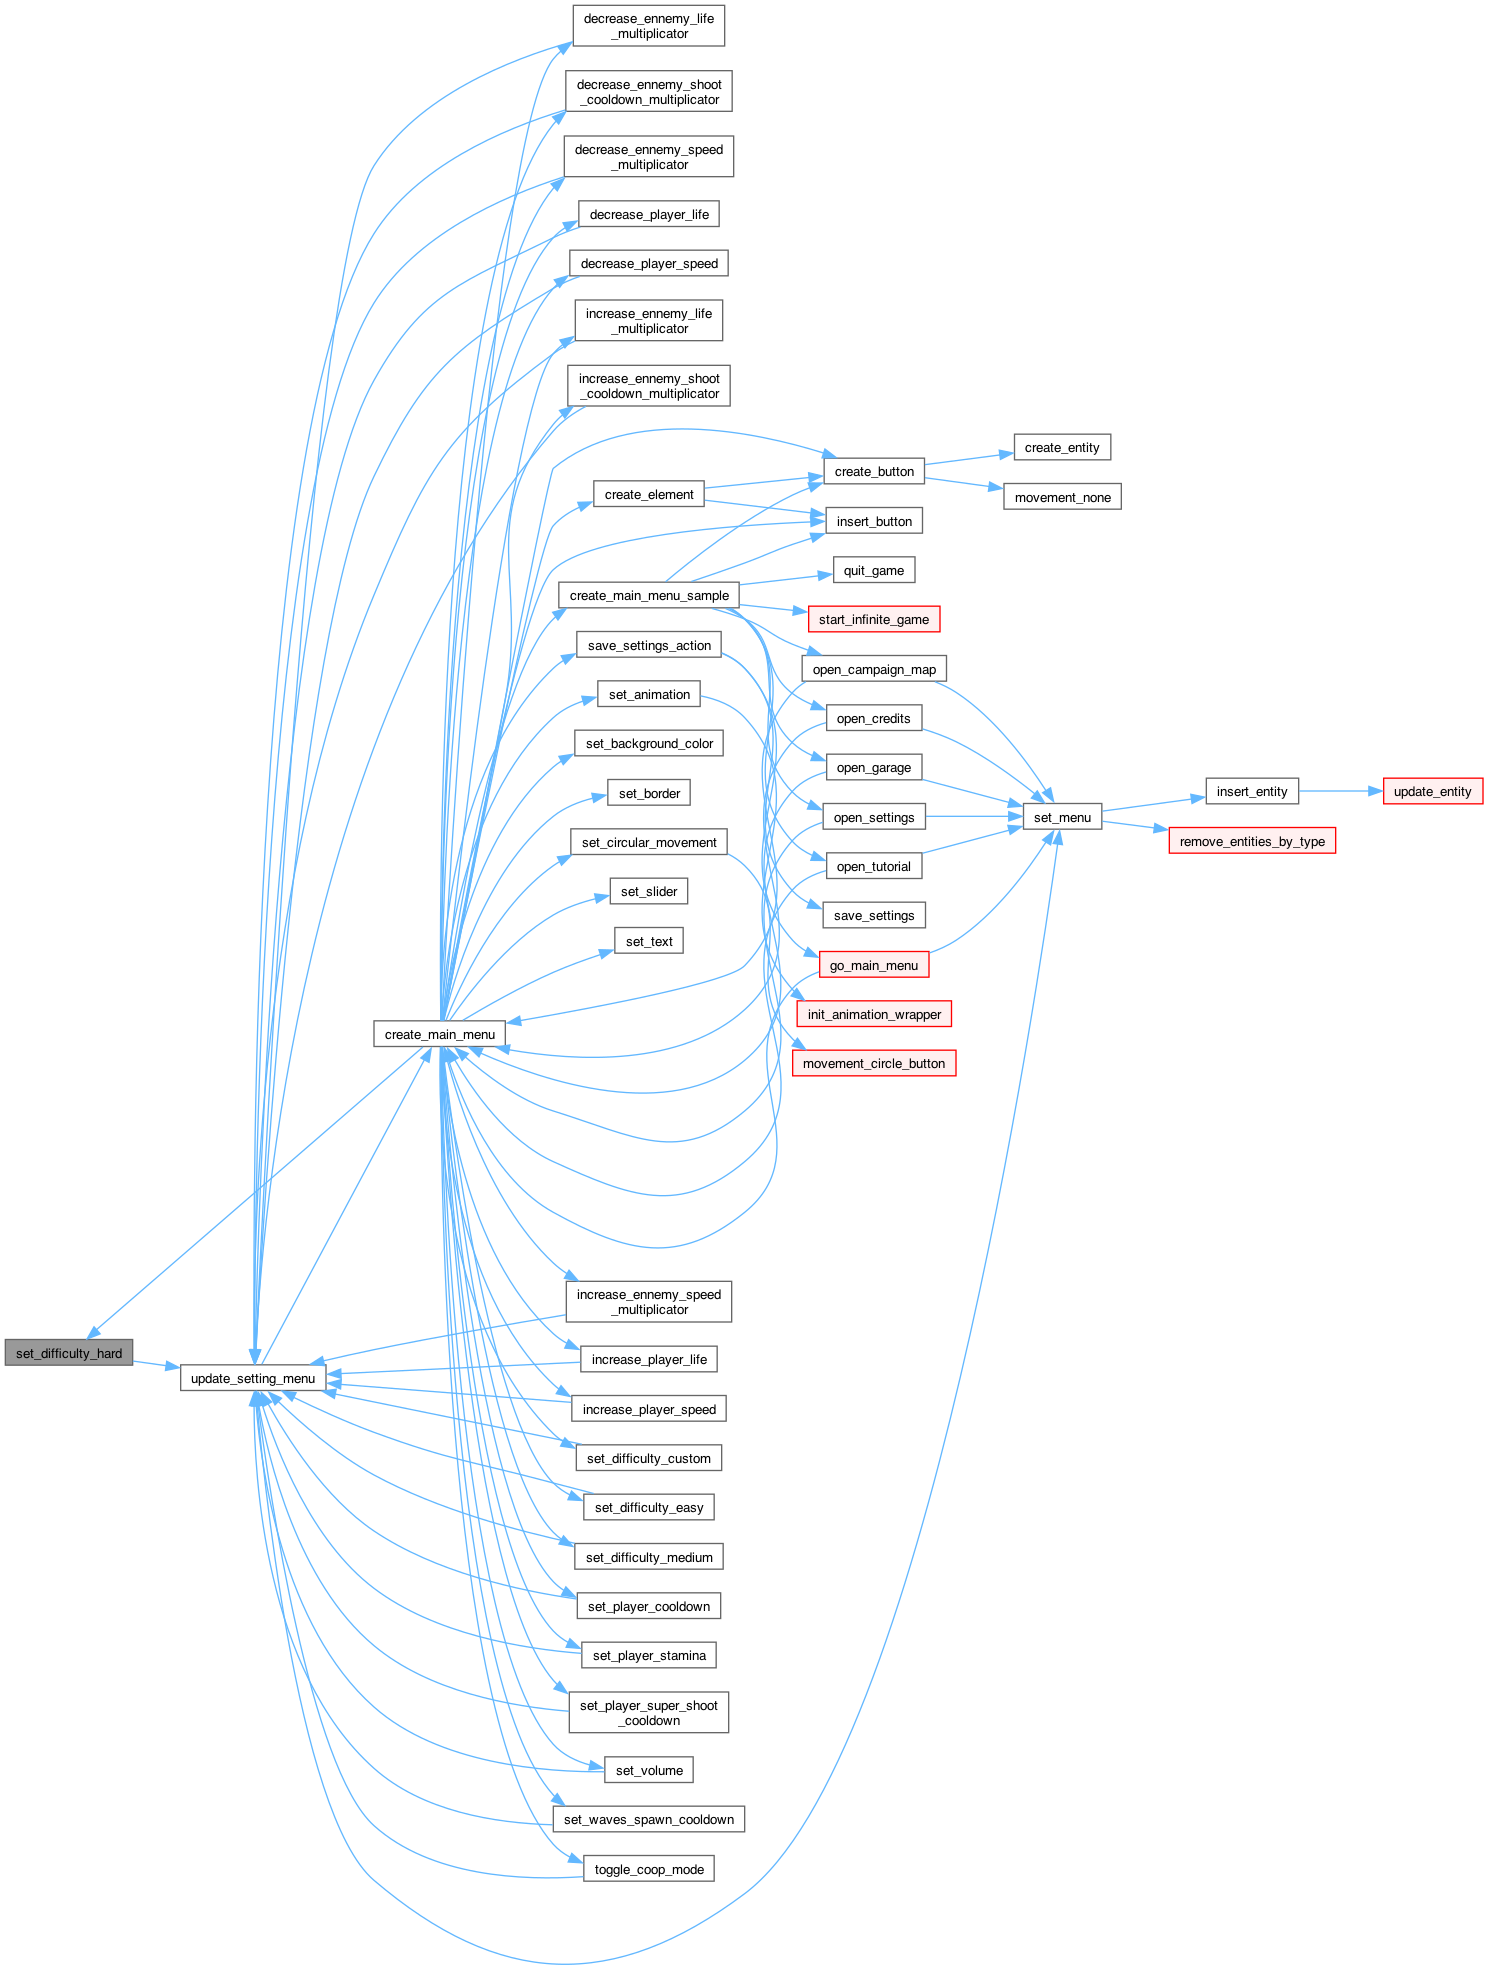 decrease_ennemy_life
_multiplicator
decrease_ennemy_shoot
_cooldown_multiplicator
decrease_ennemy_speed
_multiplicator
decrease_player_life
decrease_player_speed
increase_ennemy_life
_multiplicator
increase_ennemy_shoot
_cooldown_multiplicator
create_entity
create_button
create_element
movement_none
insert_button
quit_game
create_main_menu_sample
start_infinite_game
save_settings_action
open_campaign_map
set_animation
open_credits
set_background_color
open_garage
set_border
insert_entity
update_entity
open_settings
set_menu
set_circular_movement
remove_entities_by_type
open_tutorial
set_slider
save_settings
set_text
go_main_menu
init_animation_wrapper
create_main_menu
movement_circle_button
increase_ennemy_speed
_multiplicator
set_difficulty_hard
increase_player_life
update_setting_menu
increase_player_speed
set_difficulty_custom
set_difficulty_easy
set_difficulty_medium
set_player_cooldown
set_player_stamina
set_player_super_shoot
_cooldown
set_volume
set_waves_spawn_cooldown
toggle_coop_mode